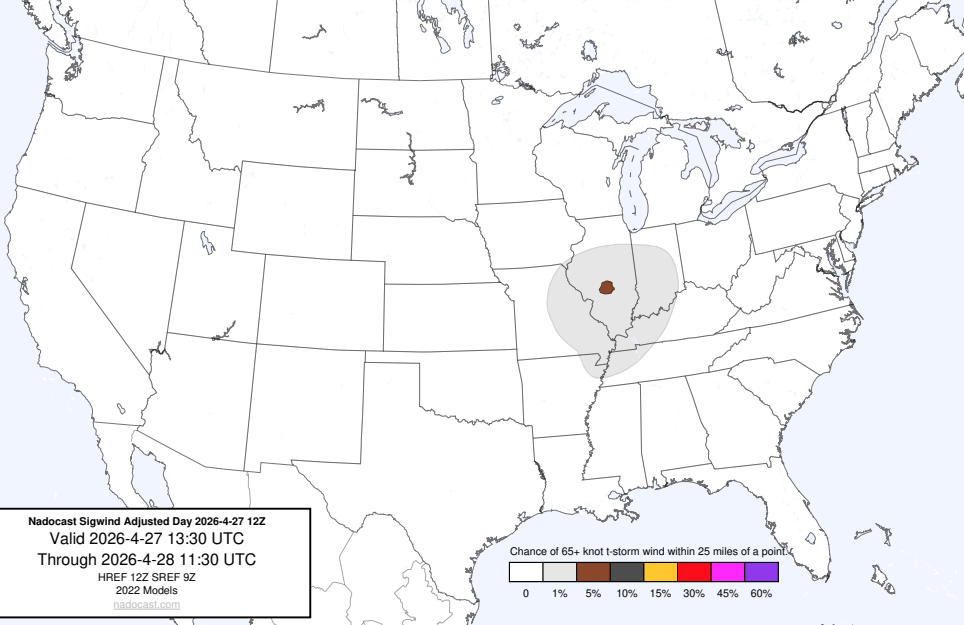 Nadocast Sigwind Adjusted Day 2026-4-27 12Z
Valid 2026-4-27 13:30 UTC
Through 2026-4-28 11:30 UTC
HREF 12Z SREF 9Z
2022 Models
nadocast.com
Chance of 65+ knot t-storm wind within 25 miles of a point.
0 1% 5% 10% 15% 30% 45% 60%